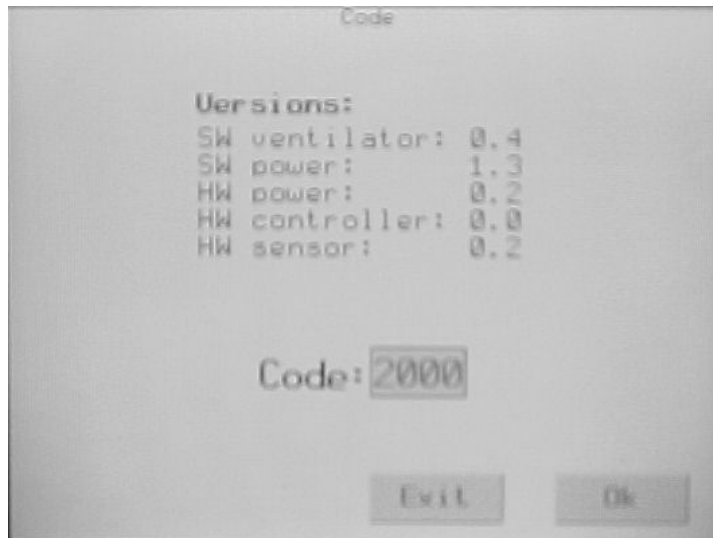 Code
Versions:
SW ventilator: 0.4
SW power: 1.3
HW power: 0.2
HW controller: 0.0
HW sensor: 0.2
Code: 2000
Exit Ok